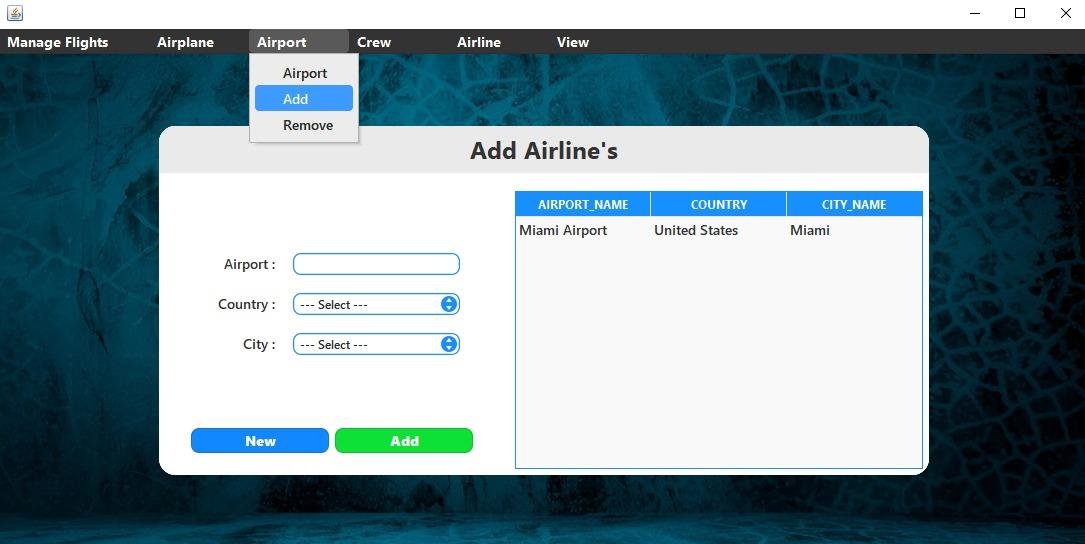 Manage Flights Airplane Airport Crew Airline View
Airport
Add
Remove
Add Airline's
AIRPORT_NAME COUNTRY CITY_NAME
Miami Airport United States Miami
Airport :
Country : --- Select ---
City : --- Select ---
New Add